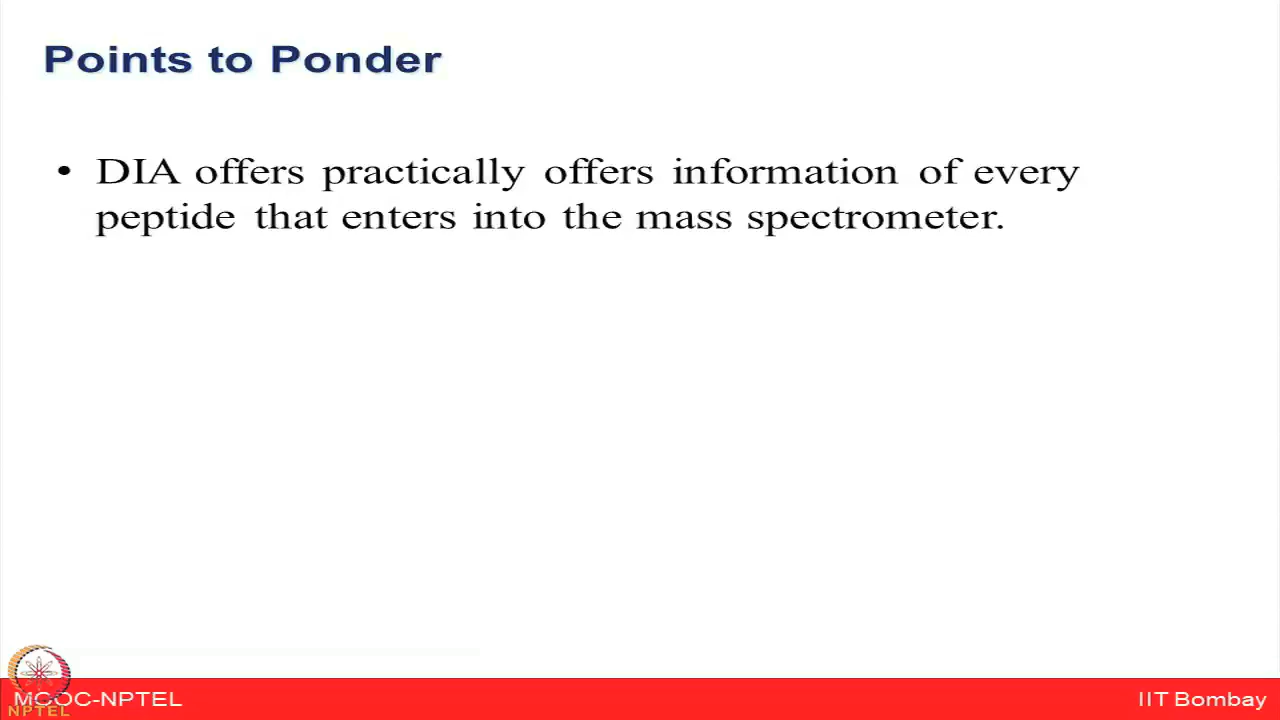 Points to Ponder
• DIA offers practically offers information of every
peptide that enters into the mass spectrometer.
MOOC-NPTEL
NPTEL
IIT Bombay